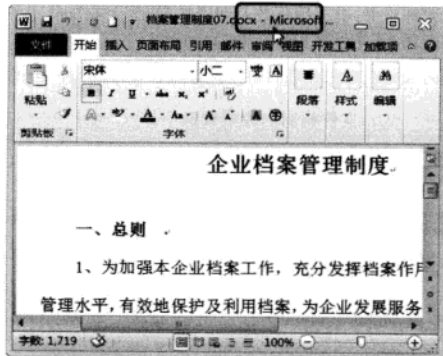 档案管理制度07.docx - Microsoft...
文件 开始 插入 页面布局 引用 邮件 审阅 视图 开发工具 加载项
宋体 小二
粘贴 段落 样式 编辑
剪贴板 字体
企业档案管理制度
一、总则
1、为加强本企业档案工作，充分发挥档案作用
管理水平，有效地保护及利用档案，为企业发展服务
字数: 1,719 100%